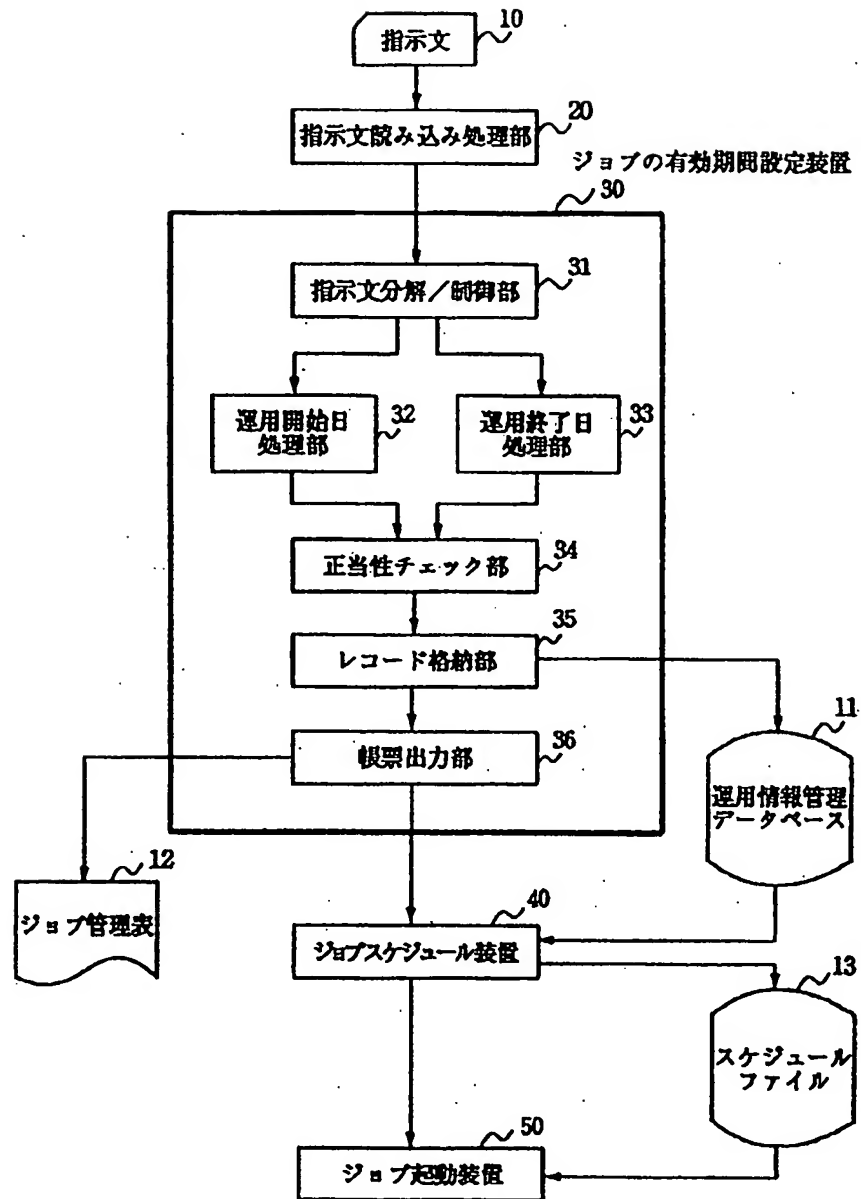 10
指示文
20
指示文読み込み処理部
ジョブの有効期間設定装置
30
31
指示文分解/制御部
運用開始日
処理部
32
運用終了日
処理部
33
正当性チェック部
34
35
レコード格納部
帳票出力部
36
11
運用情報管理
データベース
12
ジョブ管理表
40
ジョブスケジュール装置
13
スケジュール
ファイル
50
ジョブ起動装置